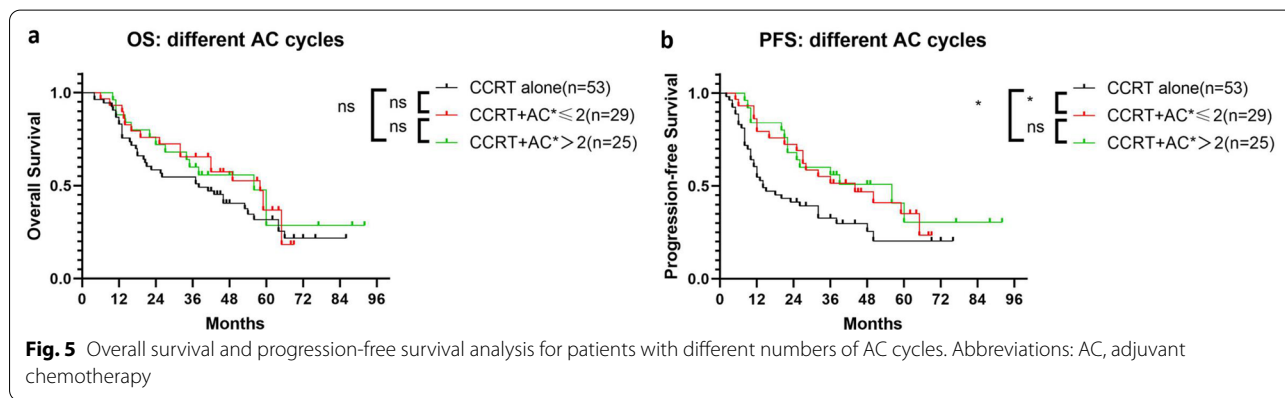 a
OS: different AC cycles
Overall Survival
1.0
0.5
0.0
0 12 24 36 48 60 72 84 96
Months
ns
ns
ns
CCRT alone(n=53)
CCRT+AC*≤2(n=29)
CCRT+AC*>2(n=25)
b
PFS: different AC cycles
Progression-free Survival
1.0
0.5
0.0
0 12 24 36 48 60 72 84 96
Months
*
*
ns
CCRT alone(n=53)
CCRT+AC*≤2(n=29)
CCRT+AC*>2(n=25)
Fig. 5 Overall survival and progression-free survival analysis for patients with different numbers of AC cycles. Abbreviations: AC, adjuvant
chemotherapy